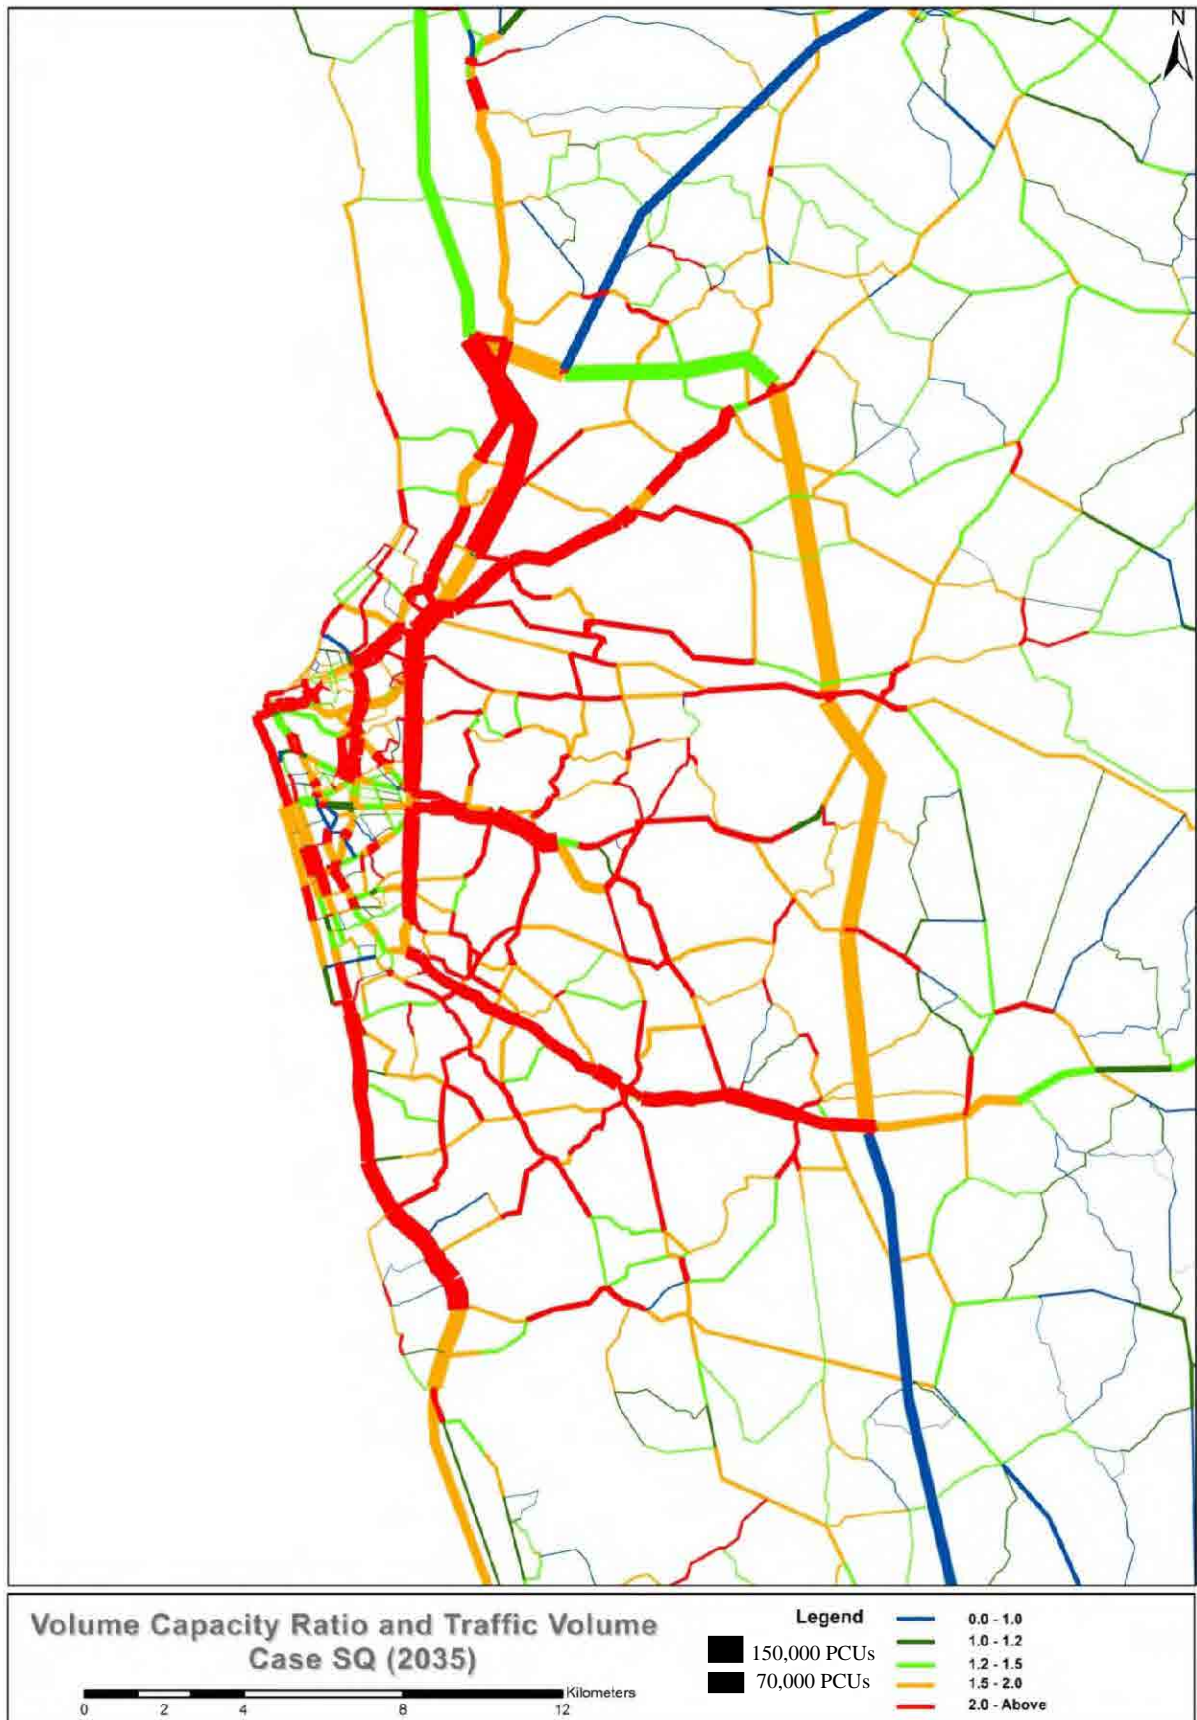 N
Volume Capacity Ratio and Traffic Volume
Case SQ (2035)
0 2 4 8 12
Kilometers
Legend
150,000 PCUs
70,000 PCUs
0.0 - 1.0
1.0 - 1.2
1.2 - 1.5
1.5 - 2.0
2.0 - Above